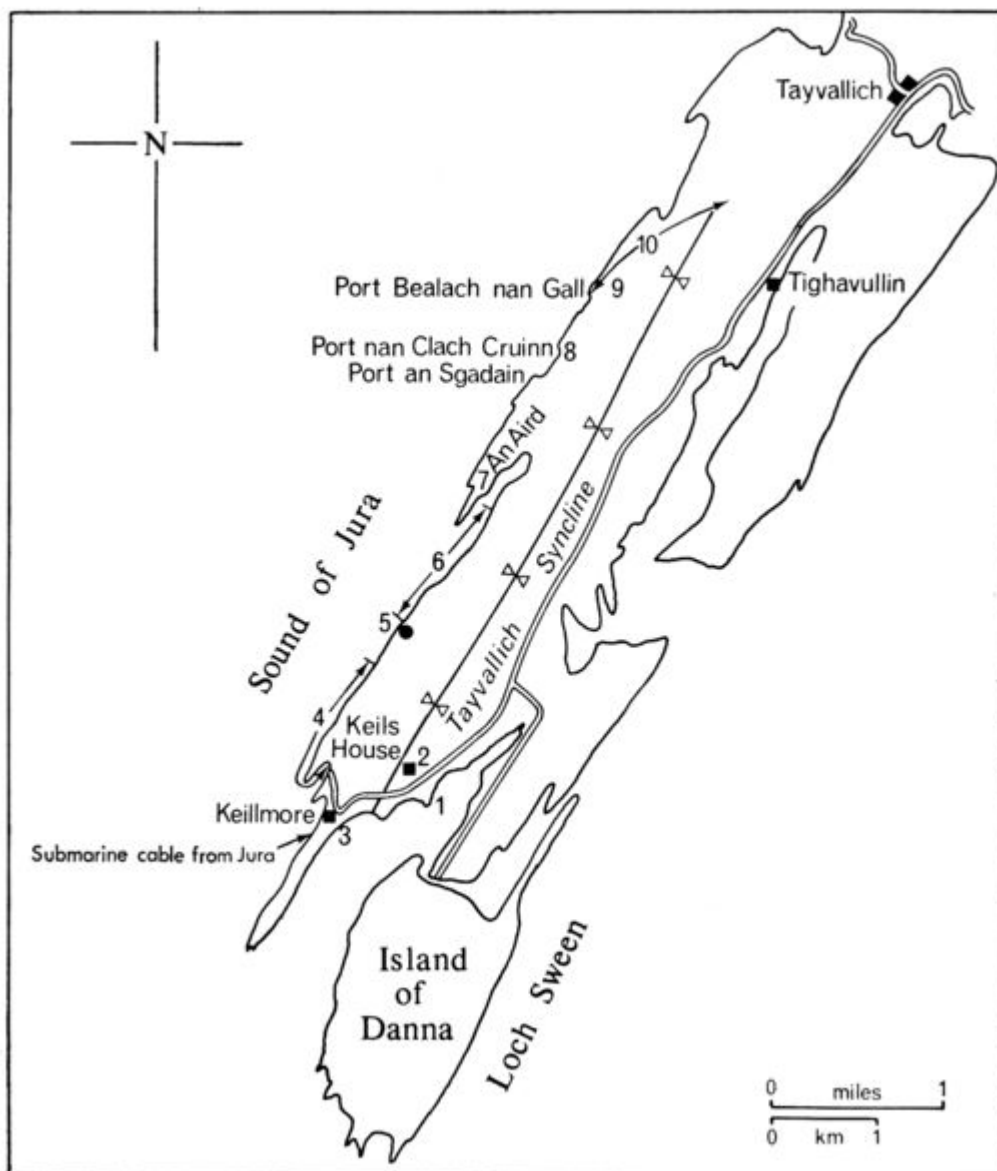 N
Tayvallich
10
Port Bealach nan Gall
9
Tighavullin
Port nan Clach Cruinn
8
Port an Sgadain
An Aird
Sound of Jura
6
Tayvallich Syncline
5
4
Keils
House
2
Keillmore
1
3
Submarine cable from Jura
Island
of
Danna
Loch Sween
0 miles 1
0 km 1